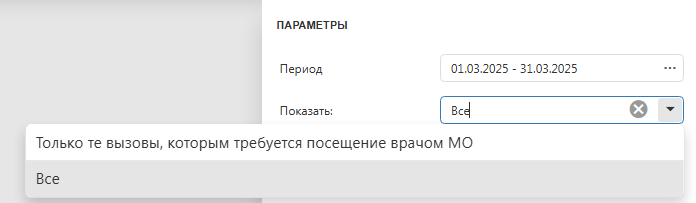 ПАРАМЕТРЫ
Период 01.03.2025 - 31.03.2025 ...
Показать: Все
Только те вызовы, которым требуется посещение врачом МО
Все